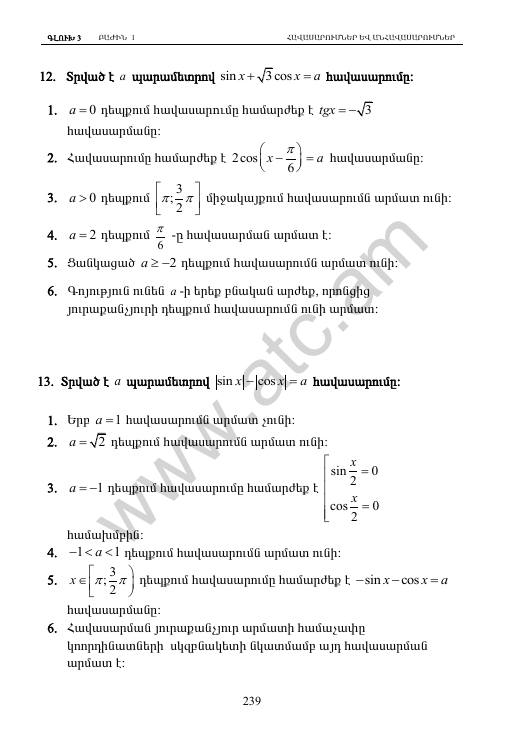 ԳԼՈՒԽ 3 ԲԱԺԻՆ I ՀԱՎԱՍԱՐՈՒՄՆԵՐ ԵՎ ԱՆՀԱՎԱՍԱՐՈՒՄՆԵՐ
12. Տրված է a պարամետրով sin x + √3 cos x = a հավասարումը:
1. a = 0 դեպքում հավասարումը համարժեք է tgx = −√3
հավասարմանը:
2. Հավասարումը համարժեք է 2cos(x − π/6) = a հավասարմանը:
3. a > 0 դեպքում [π; 3/2 π] միջակայքում հավասարումն արմատ ունի:
4. a = 2 դեպքում π/6 -ը հավասարման արմատ է:
5. Ցանկացած a ≥ −2 դեպքում հավասարումն արմատ ունի:
6. Գոյություն ունեն a -ի երեք բնական արժեք, որոնցից
յուրաքանչյուրի դեպքում հավասարումն ունի արմատ:
13. Տրված է a պարամետրով |sin x| − |cos x| = a հավասարումը:
1. Երբ a = 1 հավասարումն արմատ չունի:
2. a = √2 դեպքում հավասարումն արմատ ունի:
3. a = −1 դեպքում հավասարումը համարժեք է [sin x/2 = 0
cos x/2 = 0
համախմբին:
4. −1 < a < 1 դեպքում հավասարումն արմատ ունի:
5. x ∈ [π; 3/2 π) դեպքում հավասարումը համարժեք է −sin x − cos x = a
հավասարմանը:
6. Հավասարման յուրաքանչյուր արմատի համաչափը
կոորդինատների սկզբնակետի նկատմամբ այդ հավասարման
արմատ է:
239
www.atc.am